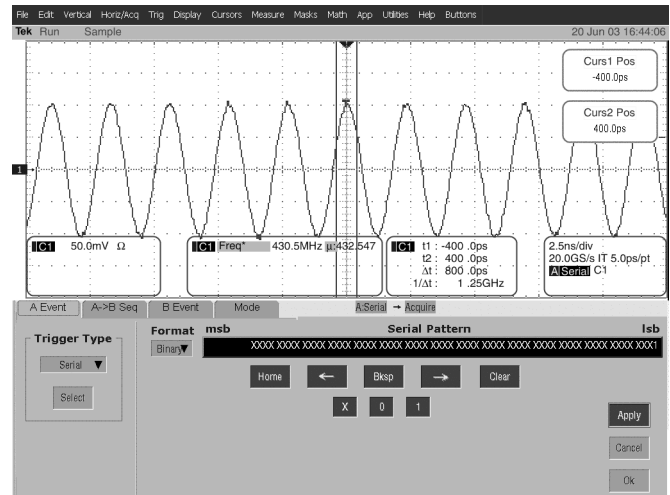 File Edit Vertical Horiz/Acq Trig Display Cursors Measure Masks Math App Utilities Help Buttons
Tek Run Sample 20 Jun 03 16:44:06
Curs1 Pos
-400.0ps
Curs2 Pos
400.0ps
1
C1 50.0mV Ω
C1 Freq* 430.5MHz µ:432.547
C1 t1 : -400 .0ps
t2 : 400 .0ps
Δt : 800 .0ps
1/Δt : 1 .25GHz
2.5ns/div
20.0GS/s IT 5.0ps/pt
A Serial C1
A Event A->B Seq B Event Mode A:Serial → Acquire
Trigger Type
Serial
Select
Format msb Serial Pattern lsb
Binary XXXX XXXX XXXX XXXX XXXX XXXX XXXX XXXX XXXX XXXX XXXX XXXX XXXX XXXX XXXX XXX1
Home ← Bksp → Clear
X 0 1
Apply
Cancel
Ok